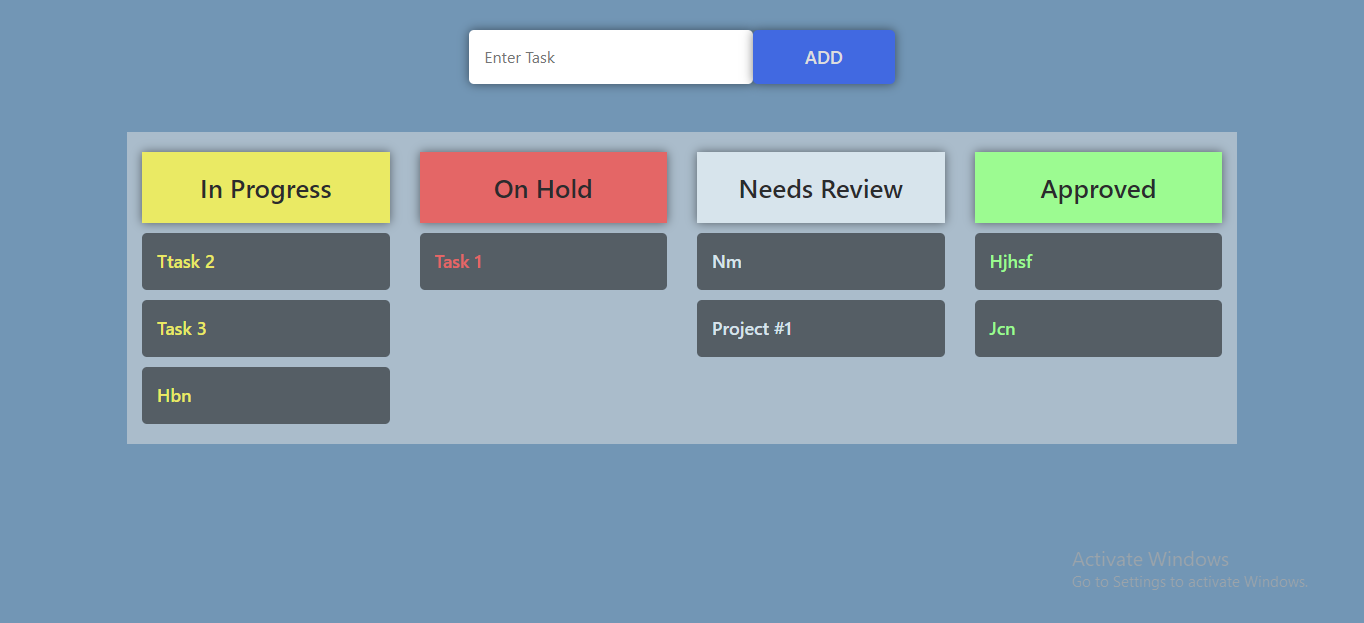 Enter Task
ADD
In Progress
On Hold
Needs Review
Approved
Ttask 2
Task 1
Nm
Hjhsf
Task 3
Project #1
Jcn
Hbn
Activate Windows
Go to Settings to activate Windows.